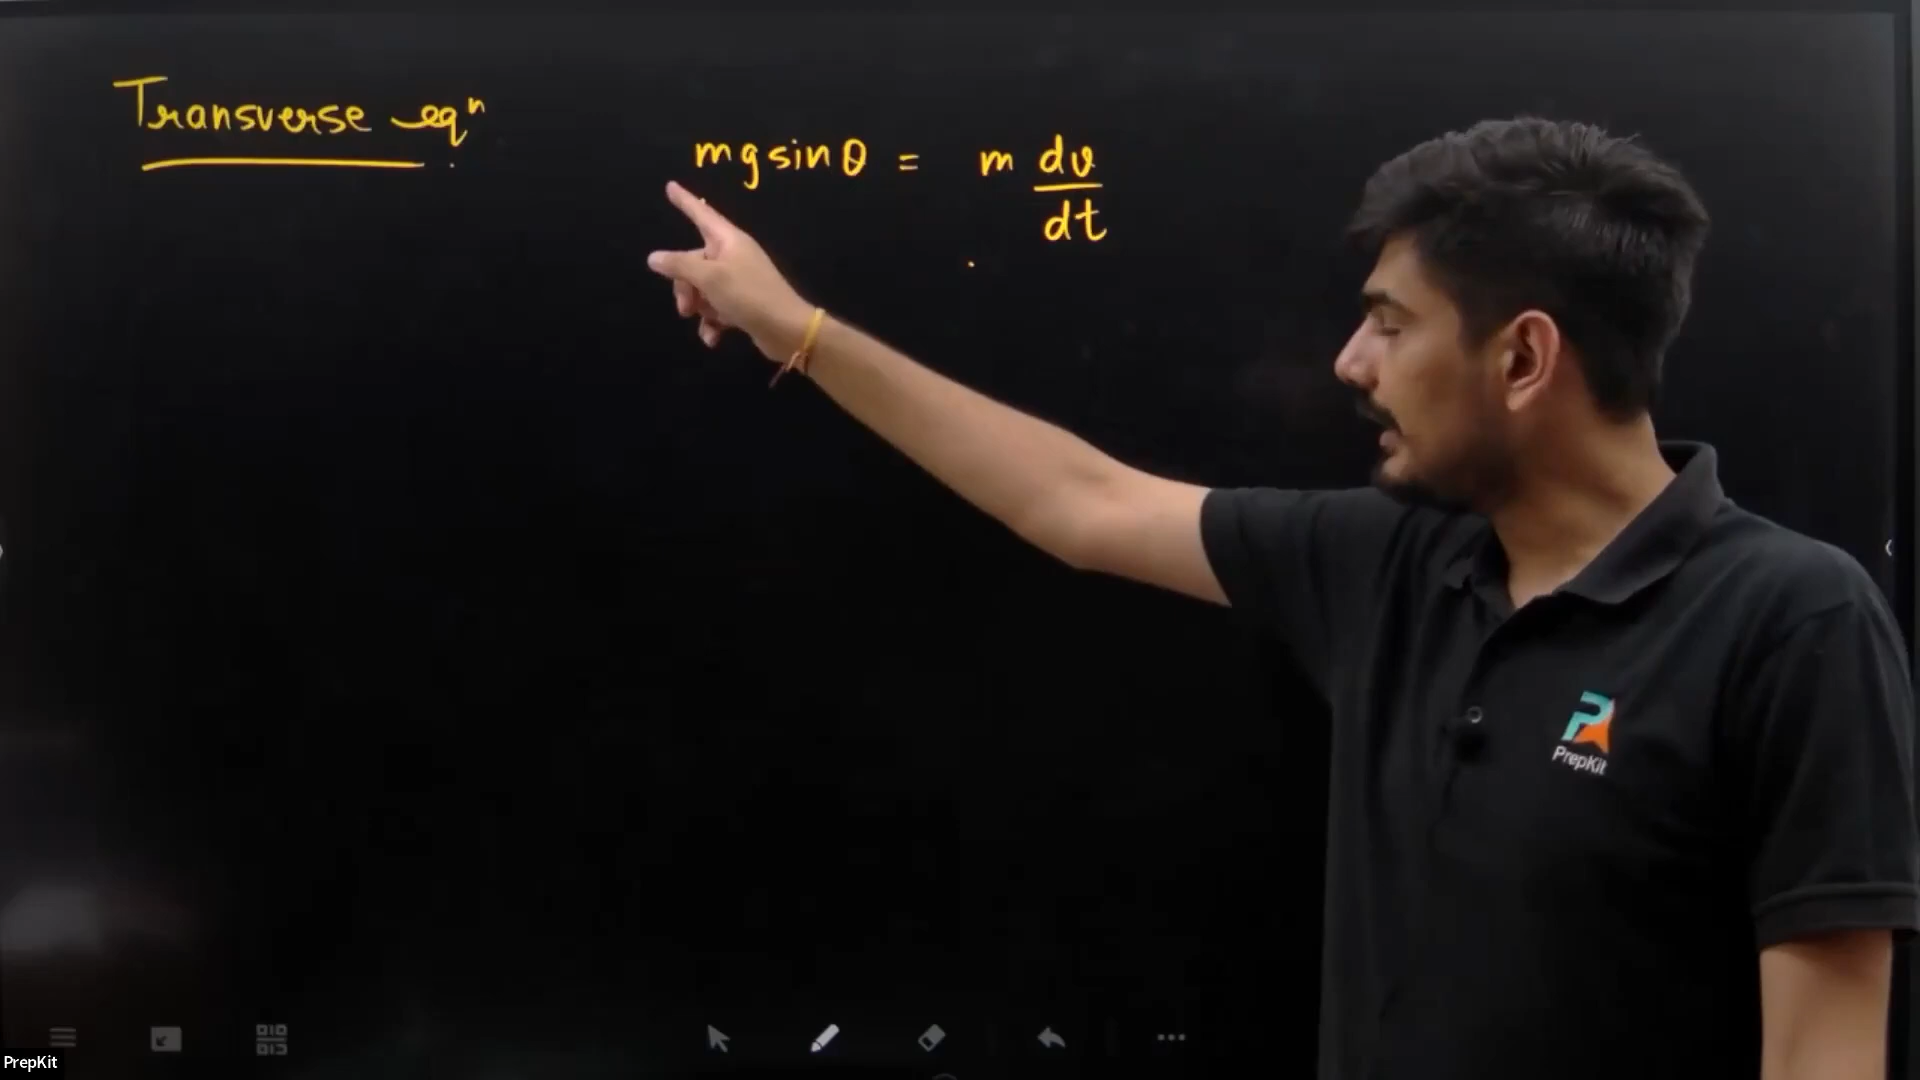 Transverse eqⁿ
mg sin θ = m dv/dt
PrepKit
PrepKit